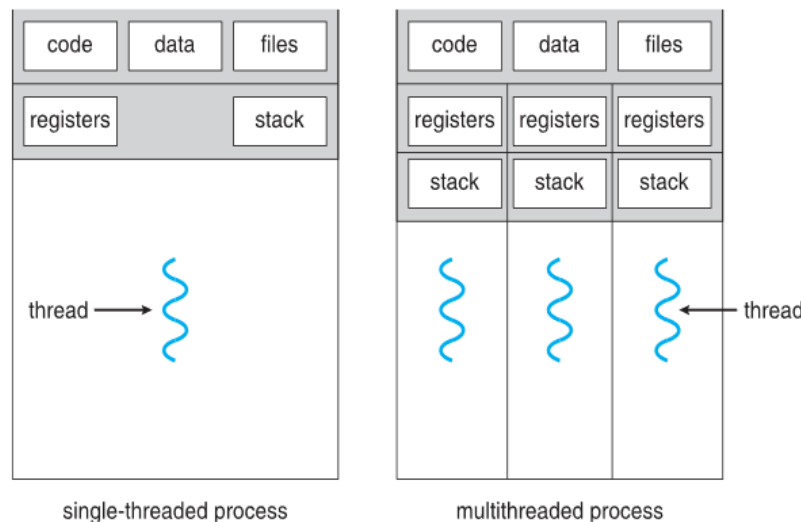 code data files
registers stack
thread
single-threaded process
code data files
registers registers registers
stack stack stack
thread
multithreaded process